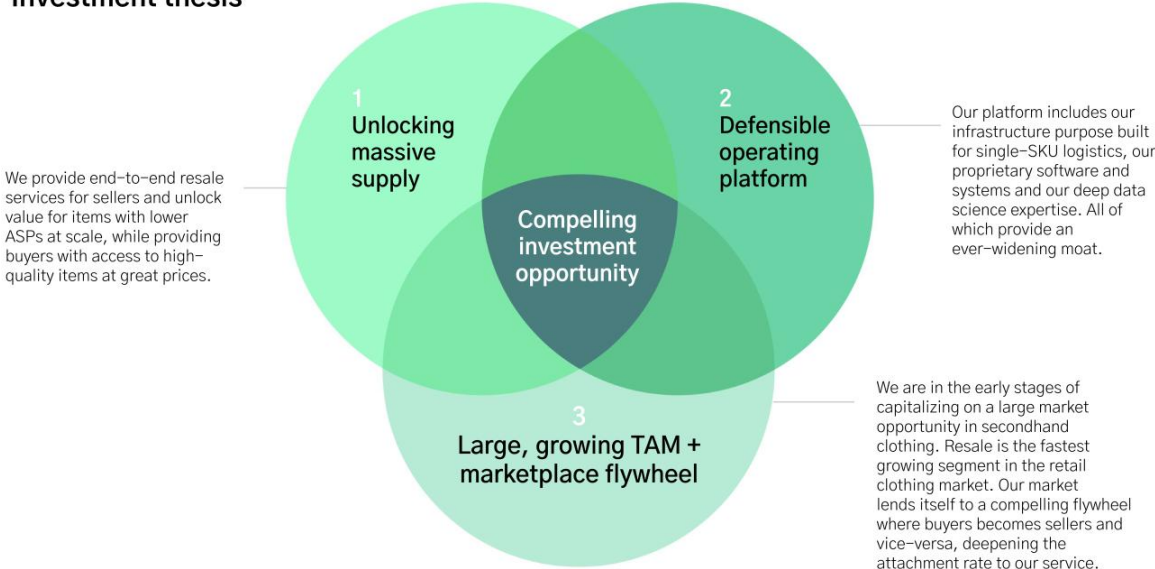 Investment thesis
1
Unlocking
massive
supply
2
Defensible
operating
platform
Compelling
investment
opportunity
3
Large, growing TAM +
marketplace flywheel
We provide end-to-end resale
services for sellers and unlock
value for items with lower
ASPs at scale, while providing
buyers with access to high-
quality items at great prices.
Our platform includes our
infrastructure purpose built
for single-SKU logistics, our
proprietary software and
systems and our deep data
science expertise. All of
which provide an
ever-widening moat.
We are in the early stages of
capitalizing on a large market
opportunity in secondhand
clothing. Resale is the fastest
growing segment in the retail
clothing market. Our market
lends itself to a compelling flywheel
where buyers becomes sellers and
vice-versa, deepening the
attachment rate to our service.